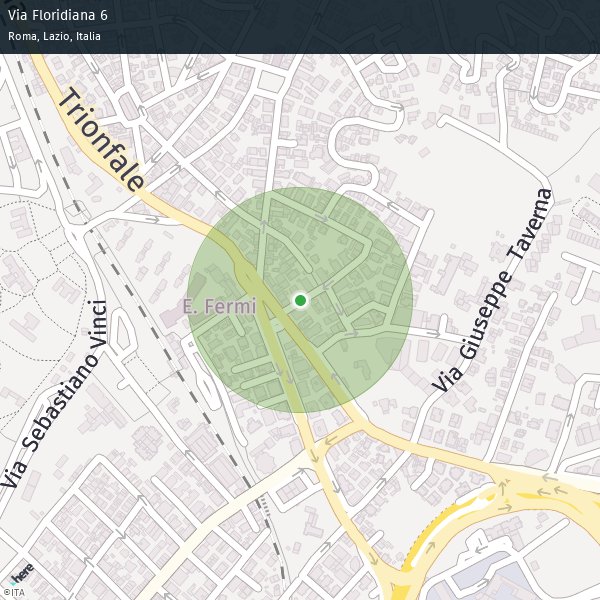 Via Floridiana 6
Roma, Lazio, Italia
Trionfale
E. Fermi
Via Giuseppe Taverna
Via Sebastiano Vinci
here
©ITA